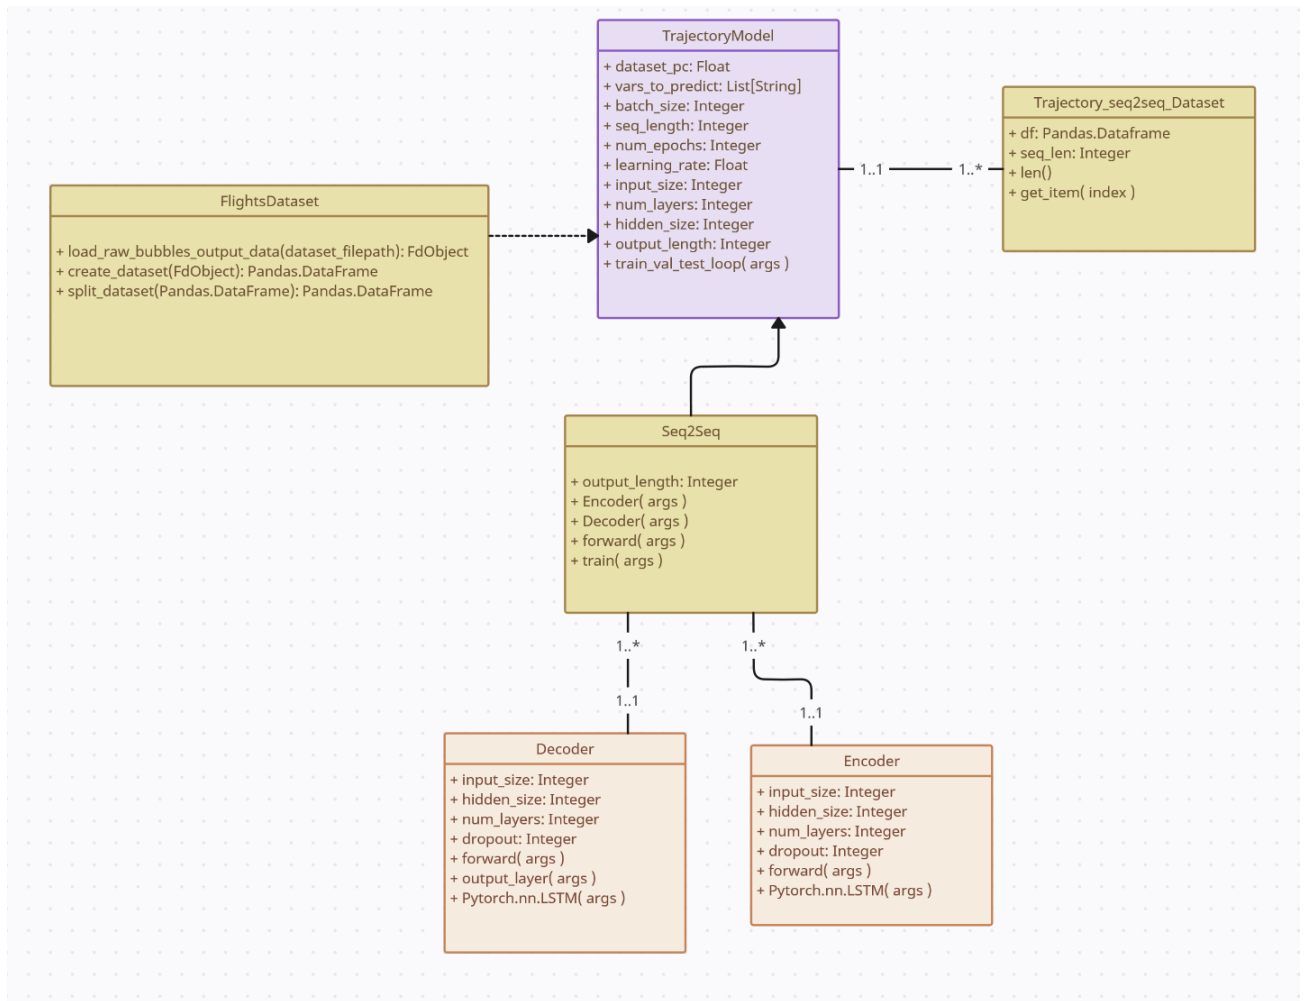 TrajectoryModel
+ dataset_pc: Float
+ vars_to_predict: List[String]
+ batch_size: Integer
+ seq_length: Integer
+ num_epochs: Integer
+ learning_rate: Float
+ input_size: Integer
+ num_layers: Integer
+ hidden_size: Integer
+ output_length: Integer
+ train_val_test_loop( args )
Trajectory_seq2seq_Dataset
+ df: Pandas.Dataframe
+ seq_len: Integer
+ len()
+ get_item( index )
1..1
1..*
FlightsDataset
+ load_raw_bubbles_output_data(dataset_filepath): FdObject
+ create_dataset(FdObject): Pandas.DataFrame
+ split_dataset(Pandas.DataFrame): Pandas.DataFrame
Seq2Seq
+ output_length: Integer
+ Encoder( args )
+ Decoder( args )
+ forward( args )
+ train( args )
1..*
1..*
1..1
1..1
Decoder
+ input_size: Integer
+ hidden_size: Integer
+ num_layers: Integer
+ dropout: Integer
+ forward( args )
+ output_layer( args )
+ Pytorch.nn.LSTM( args )
Encoder
+ input_size: Integer
+ hidden_size: Integer
+ num_layers: Integer
+ dropout: Integer
+ forward( args )
+ Pytorch.nn.LSTM( args )